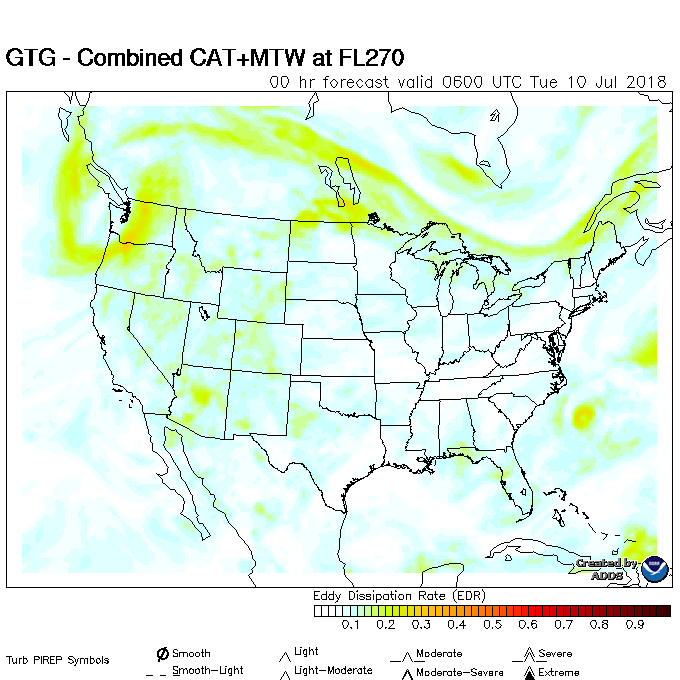 GTG - Combined CAT+MTW at FL270
00 hr forecast valid 0600 UTC Tue 10 Jul 2018
Created by
ADDS
Eddy Dissipation Rate (EDR)
0.1 0.2 0.3 0.4 0.5 0.6 0.7 0.8 0.9
Turb PIREP Symbols
Smooth Light Moderate Severe
Smooth-Light Light-Moderate Moderate-Severe Extreme